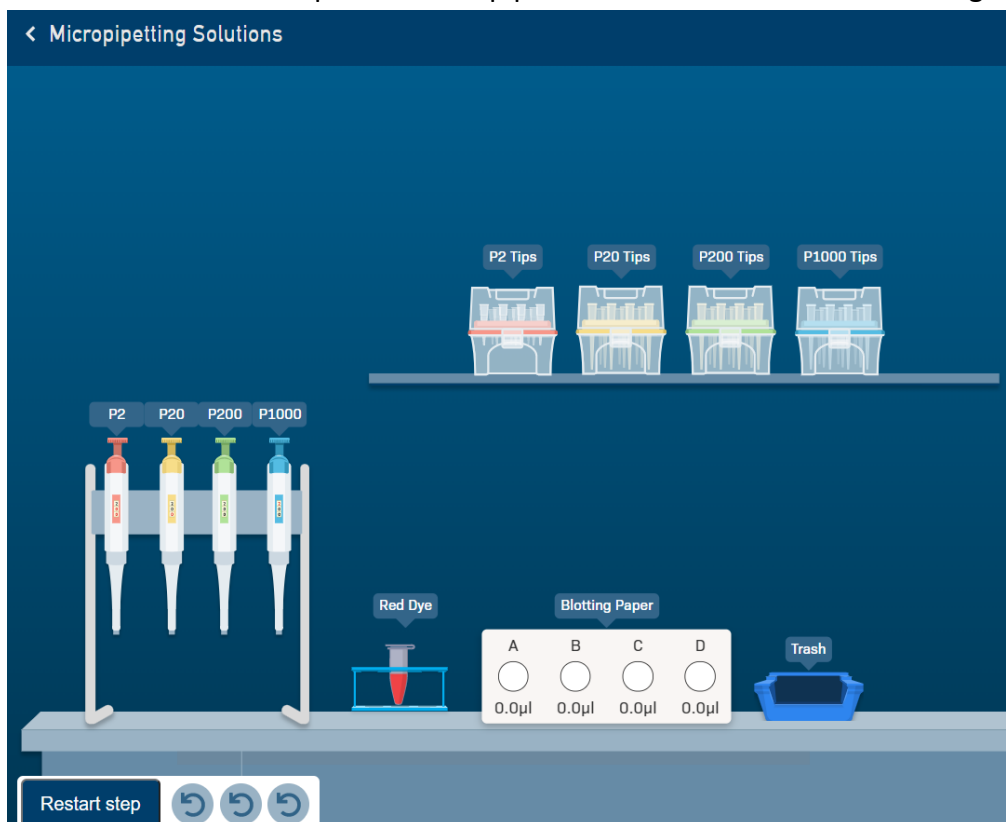 < Micropipetting Solutions
P2 Tips P20 Tips P200 Tips P1000 Tips
P2 P20 P200 P1000
Red Dye Blotting Paper
A B C D
Trash
0.0µl 0.0µl 0.0µl 0.0µl
Restart step